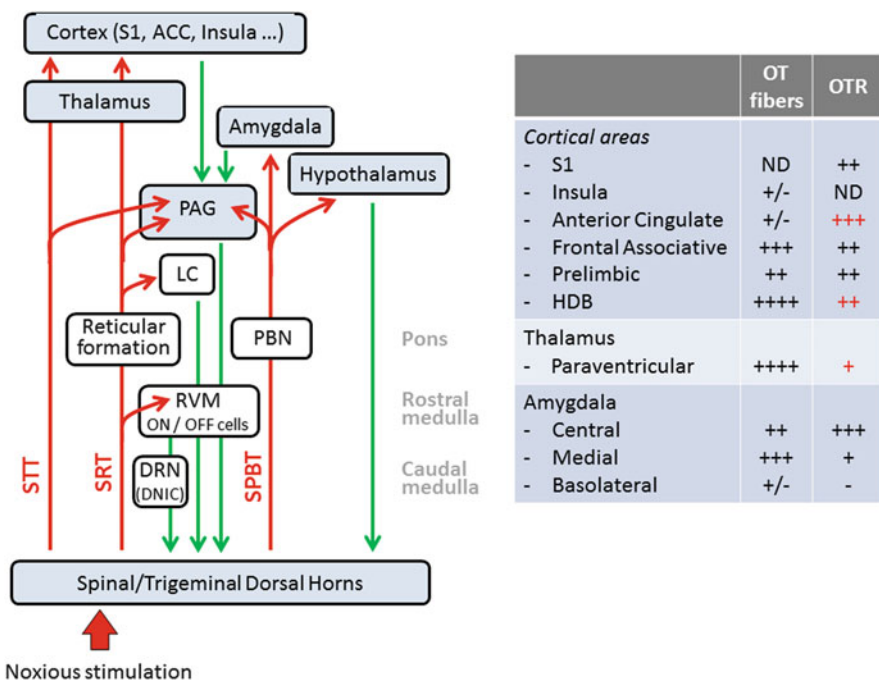 Cortex (S1, ACC, Insula ...)
Thalamus
Amygdala
Hypothalamus
PAG
LC
Reticular
formation
PBN
Pons
RVM
ON / OFF cells
Rostral
medulla
DRN
(DNIC)
Caudal
medulla
STT
SRT
SPBT
Spinal/Trigeminal Dorsal Horns
Noxious stimulation
OT fibers OTR
Cortical areas
- S1 ND ++
- Insula +/- ND
- Anterior Cingulate +/- +++
- Frontal Associative +++ ++
- Prelimbic ++ ++
- HDB ++++ ++
Thalamus
- Paraventricular ++++ +
Amygdala
- Central ++ +++
- Medial +++ +
- Basolateral +/- -